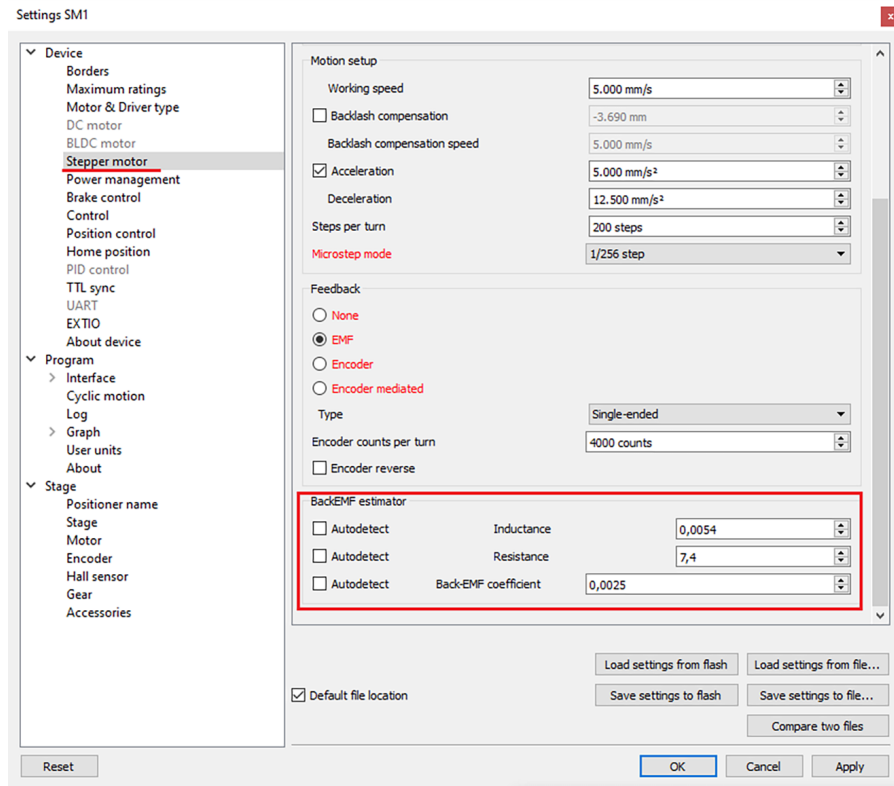 Settings SM1
x
Device
Borders
Maximum ratings
Motor & Driver type
DC motor
BLDC motor
Stepper motor
Power management
Brake control
Control
Position control
Home position
PID control
TTL sync
UART
EXTIO
About device
Program
Interface
Cyclic motion
Log
Graph
User units
About
Stage
Positioner name
Stage
Motor
Encoder
Hall sensor
Gear
Accessories
Motion setup
Working speed 5.000 mm/s
Backlash compensation -3.690 mm
Backlash compensation speed 5.000 mm/s
Acceleration 5.000 mm/s²
Deceleration 12.500 mm/s²
Steps per turn 200 steps
Microstep mode 1/256 step
Feedback
None
EMF
Encoder
Encoder mediated
Type Single-ended
Encoder counts per turn 4000 counts
Encoder reverse
BackEMF estimator
Autodetect Inductance 0,0054
Autodetect Resistance 7,4
Autodetect Back-EMF coefficient 0,0025
Load settings from flash Load settings from file...
Default file location Save settings to flash Save settings to file...
Compare two files
Reset OK Cancel Apply